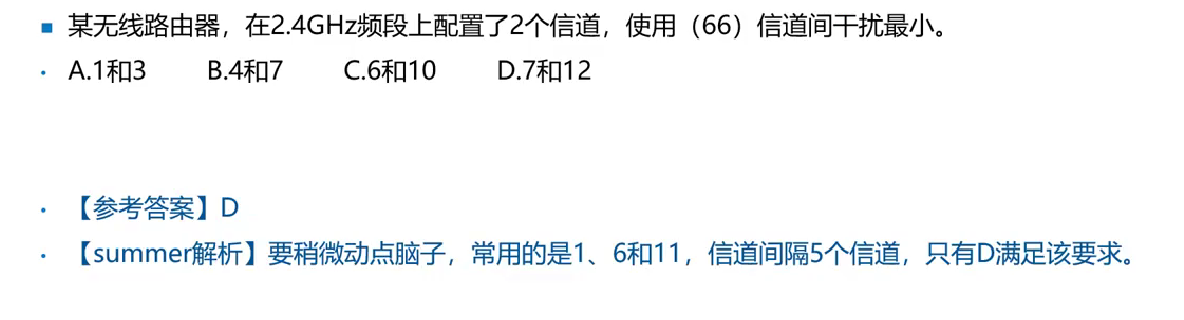 ■ 某无线路由器，在2.4GHz频段上配置了2个信道，使用（66）信道间干扰最小。
· A.1和3 B.4和7 C.6和10 D.7和12
· 【参考答案】D
· 【summer解析】要稍微动点脑子，常用的是1、6和11，信道间隔5个信道，只有D满足该要求。